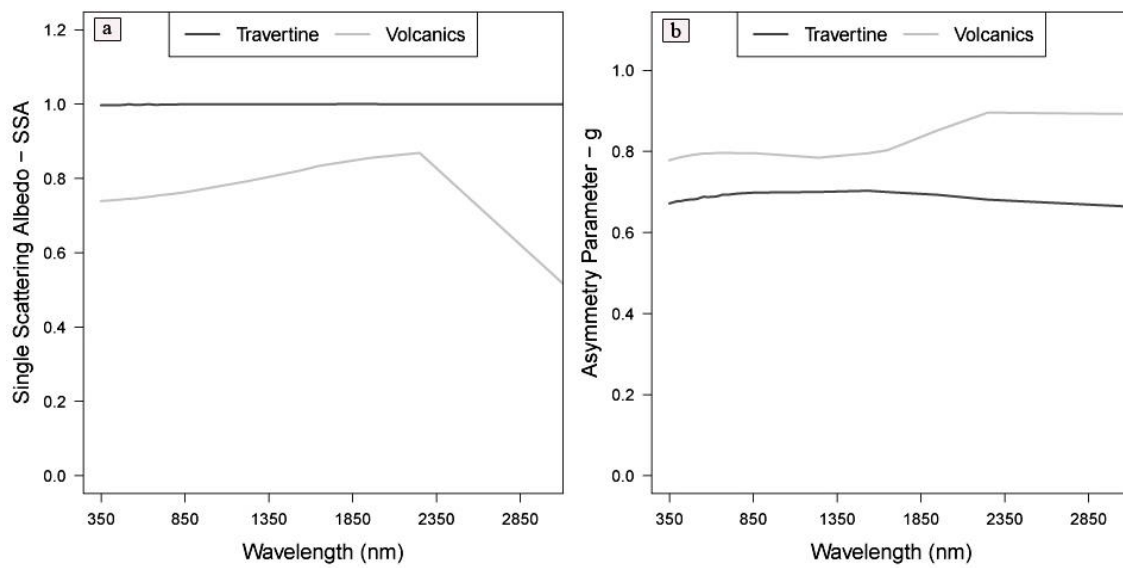 a
Travertine
Volcanics
Single Scattering Albedo – SSA
1.2
1.0
0.8
0.6
0.4
0.2
0.0
350 850 1350 1850 2350 2850
Wavelength (nm)
b
Travertine
Volcanics
Asymmetry Parameter – g
1.0
0.8
0.6
0.4
0.2
0.0
350 850 1350 1850 2350 2850
Wavelength (nm)